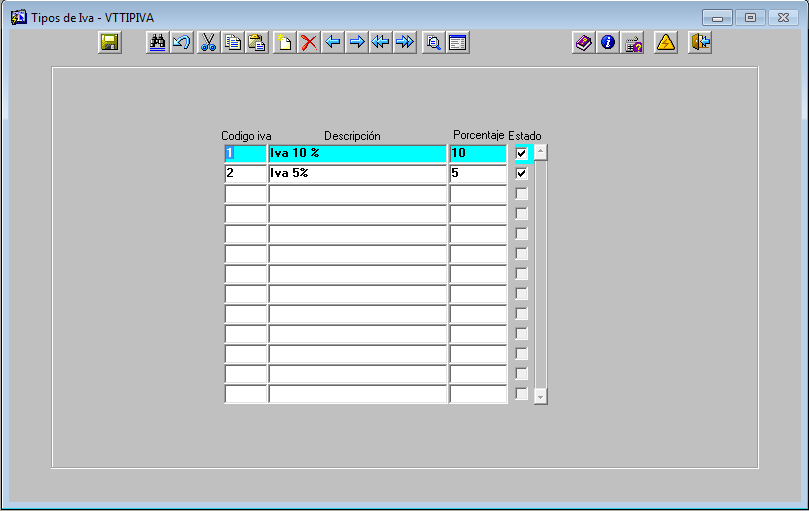 Tipos de Iva - VTTIPIVA
Codigo iva Descripción Porcentaje Estado
1 Iva 10 % 10
2 Iva 5% 5